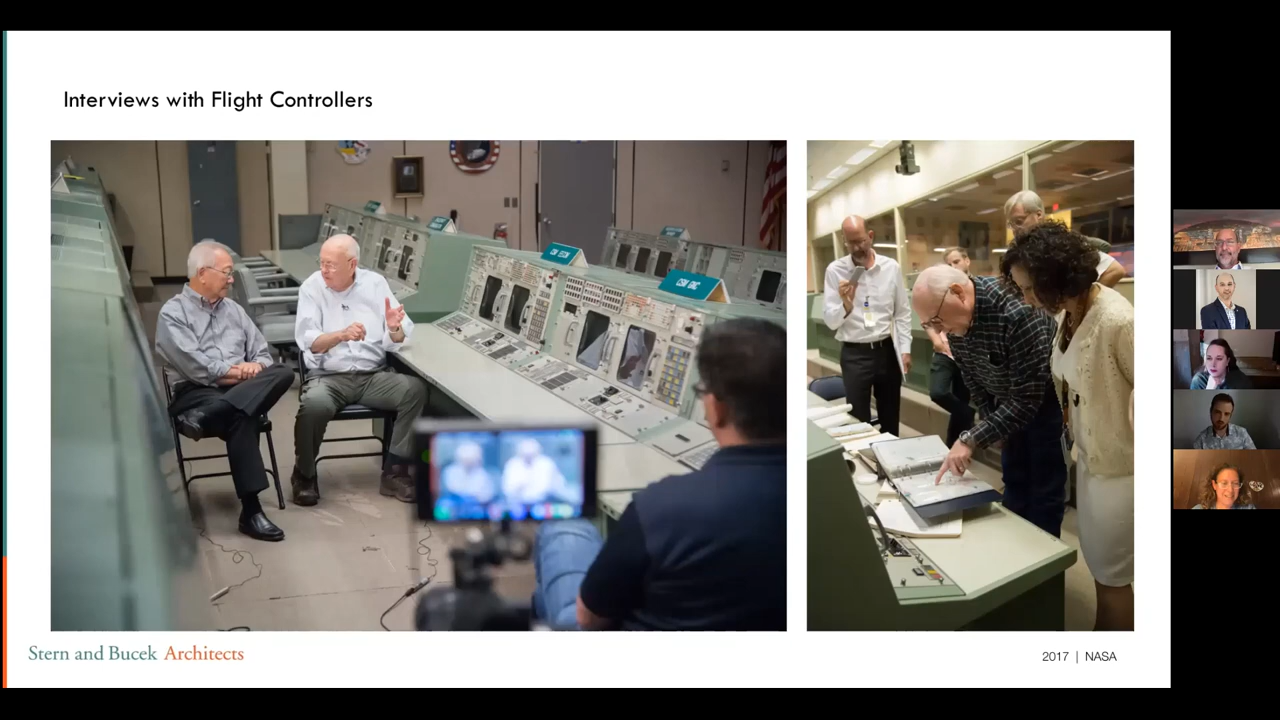 Interviews with Flight Controllers
Stern and Bucek Architects
2017 | NASA